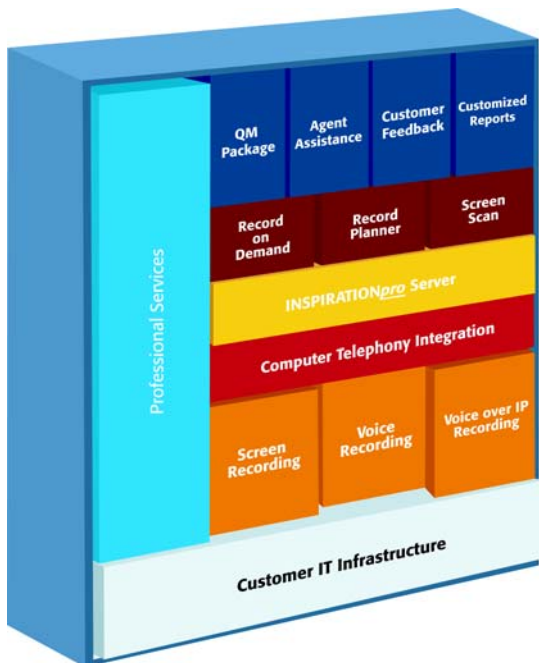 QM
Package
Agent
Assistance
Customer
Feedback
Customized
Reports
Record
on
Demand
Record
Planner
Screen
Scan
INSPIRATIONpro Server
Computer Telephony Integration
Screen
Recording
Voice
Recording
Voice over IP
Recording
Professional Services
Customer IT Infrastructure